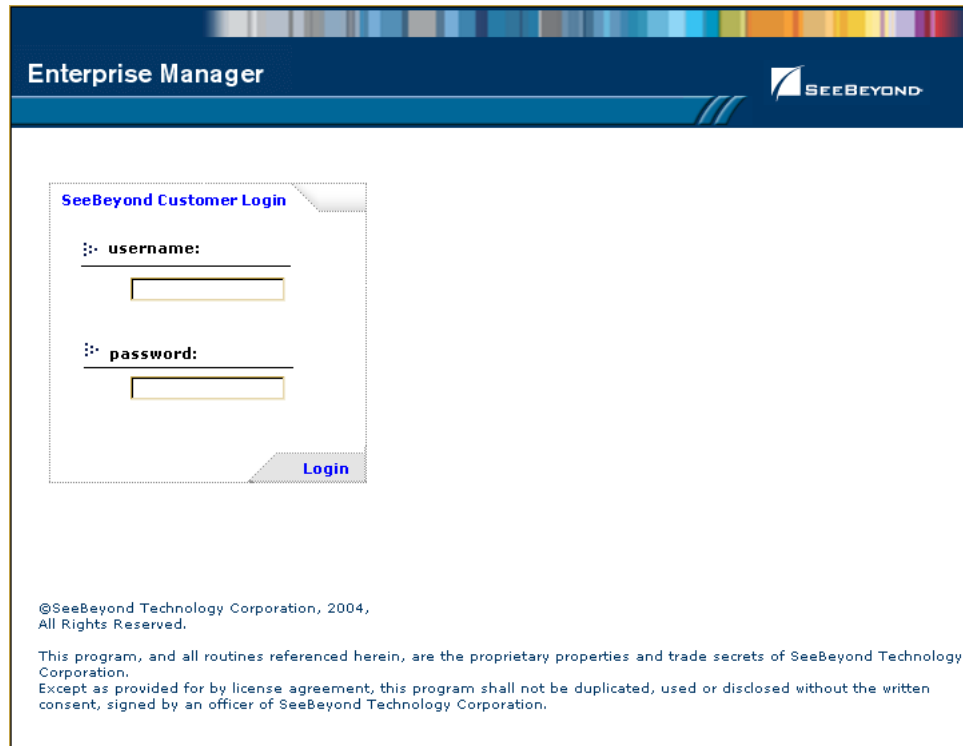 Enterprise Manager
SEEBEYOND
SeeBeyond Customer Login
username:
password:
Login
©SeeBeyond Technology Corporation, 2004,
All Rights Reserved.
This program, and all routines referenced herein, are the proprietary properties and trade secrets of SeeBeyond Technology
Corporation.
Except as provided for by license agreement, this program shall not be duplicated, used or disclosed without the written
consent, signed by an officer of SeeBeyond Technology Corporation.